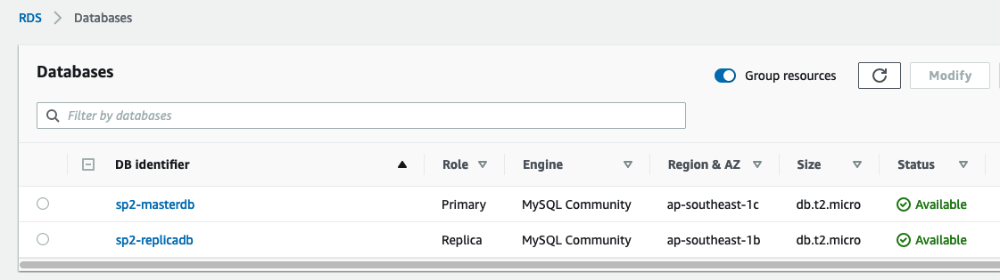 RDS > Databases
Databases
Group resources
Modify
Filter by databases
DB identifier Role Engine Region & AZ Size Status
sp2-masterdb Primary MySQL Community ap-southeast-1c db.t2.micro Available
sp2-replicadb Replica MySQL Community ap-southeast-1b db.t2.micro Available